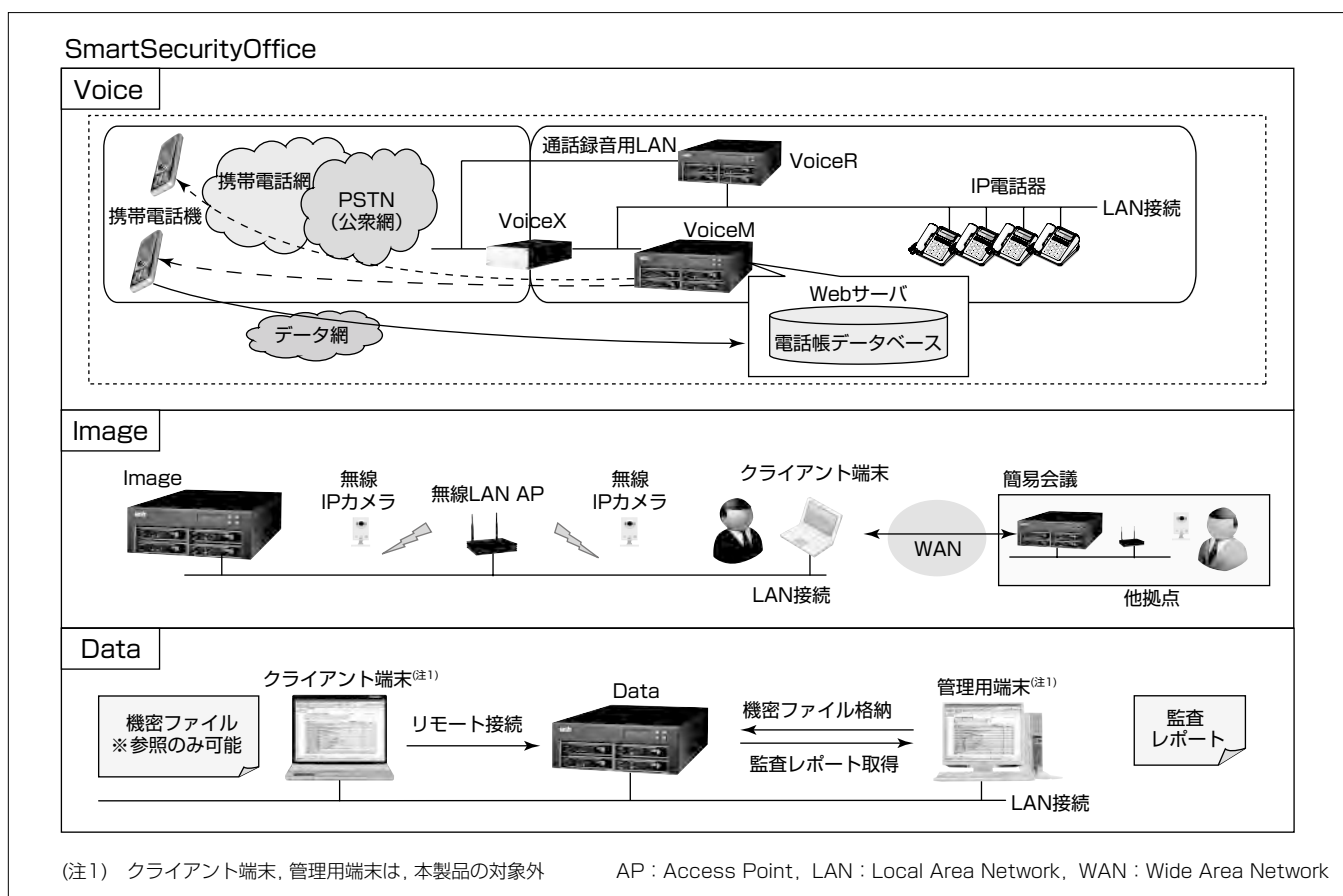 SmartSecurityOffice
Voice
通話録音用LAN
VoiceR
携帯電話網
PSTN
（公衆網）
IP電話器
LAN接続
携帯電話機
VoiceX
VoiceM
Webサーバ
電話帳データベース
データ網
Image
Image
無線
IPカメラ
無線LAN AP
無線
IPカメラ
クライアント端末
WAN
簡易会議
LAN接続
他拠点
Data
機密ファイル
※参照のみ可能
クライアント端末(注1)
リモート接続
Data
機密ファイル格納
監査レポート取得
管理用端末(注1)
監査
レポート
LAN接続
(注1)　クライアント端末, 管理用端末は, 本製品の対象外
AP：Access Point, LAN：Local Area Network, WAN：Wide Area Network